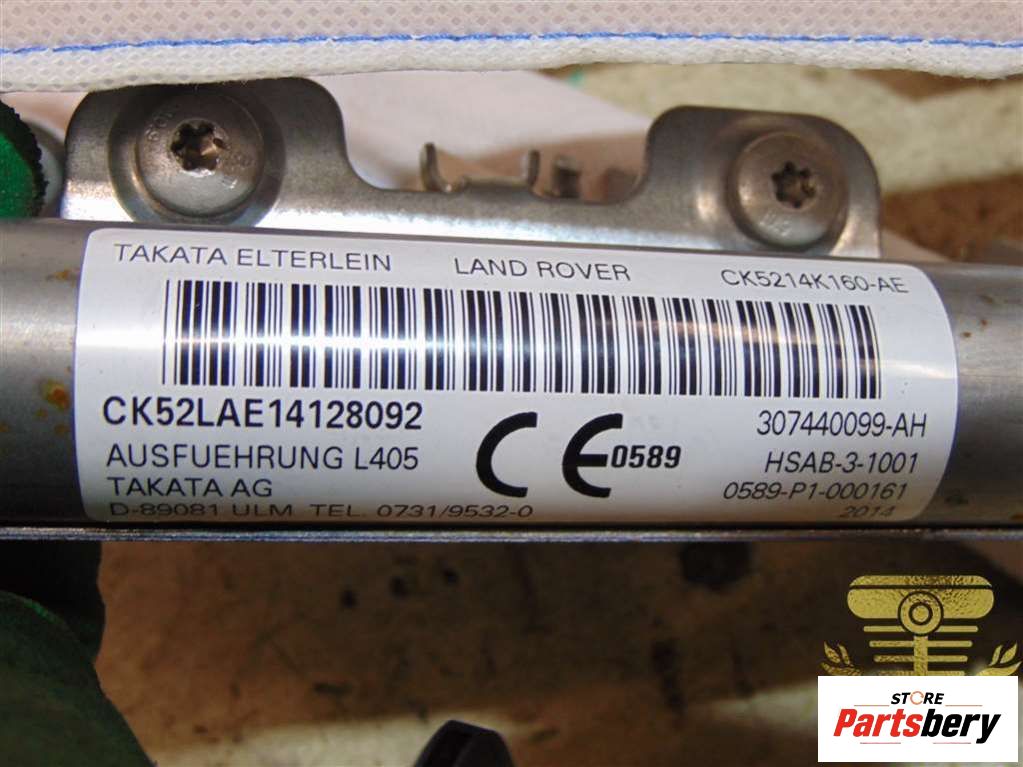 TAKATA ELTERLEIN LAND ROVER CK5214K160-AE
CK52LAE14128092
307440099-AH
AUSFUEHRUNG L405
CE 0589
HSAB-3-1001
TAKATA AG
0589-P1-000161
D-89081 ULM TEL. 0731/9532-0
2014
STORE
Partsbery